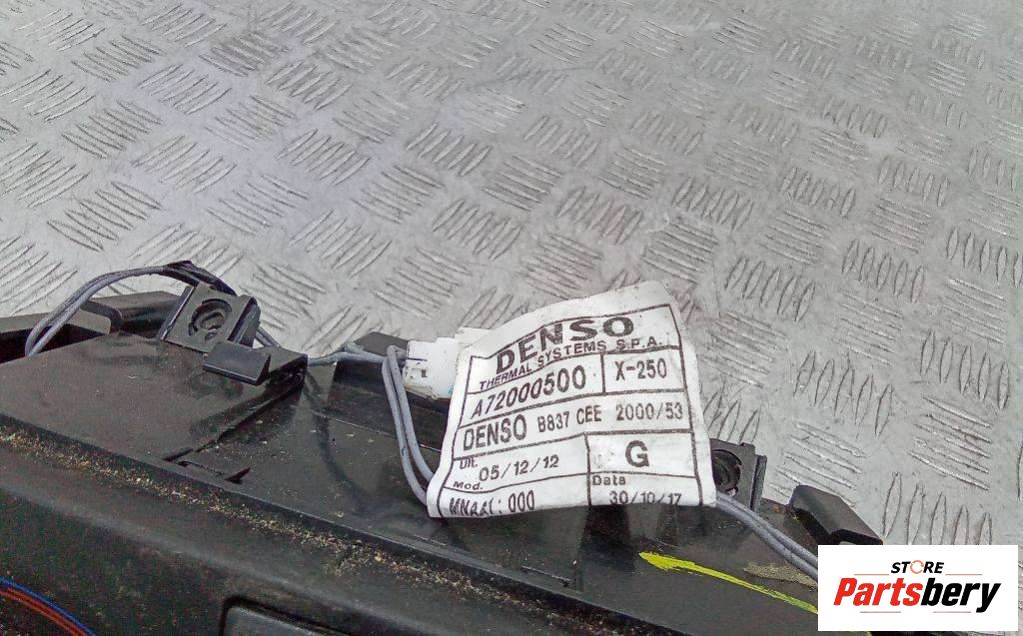 DENSO
THERMAL SYSTEMS S.P.A.
A72000500 X-250
DENSO B837 CEE 2000/53
Ult. Mod. 05/12/12 G
: 000 Data 30/10/17
STORE
Partsbery